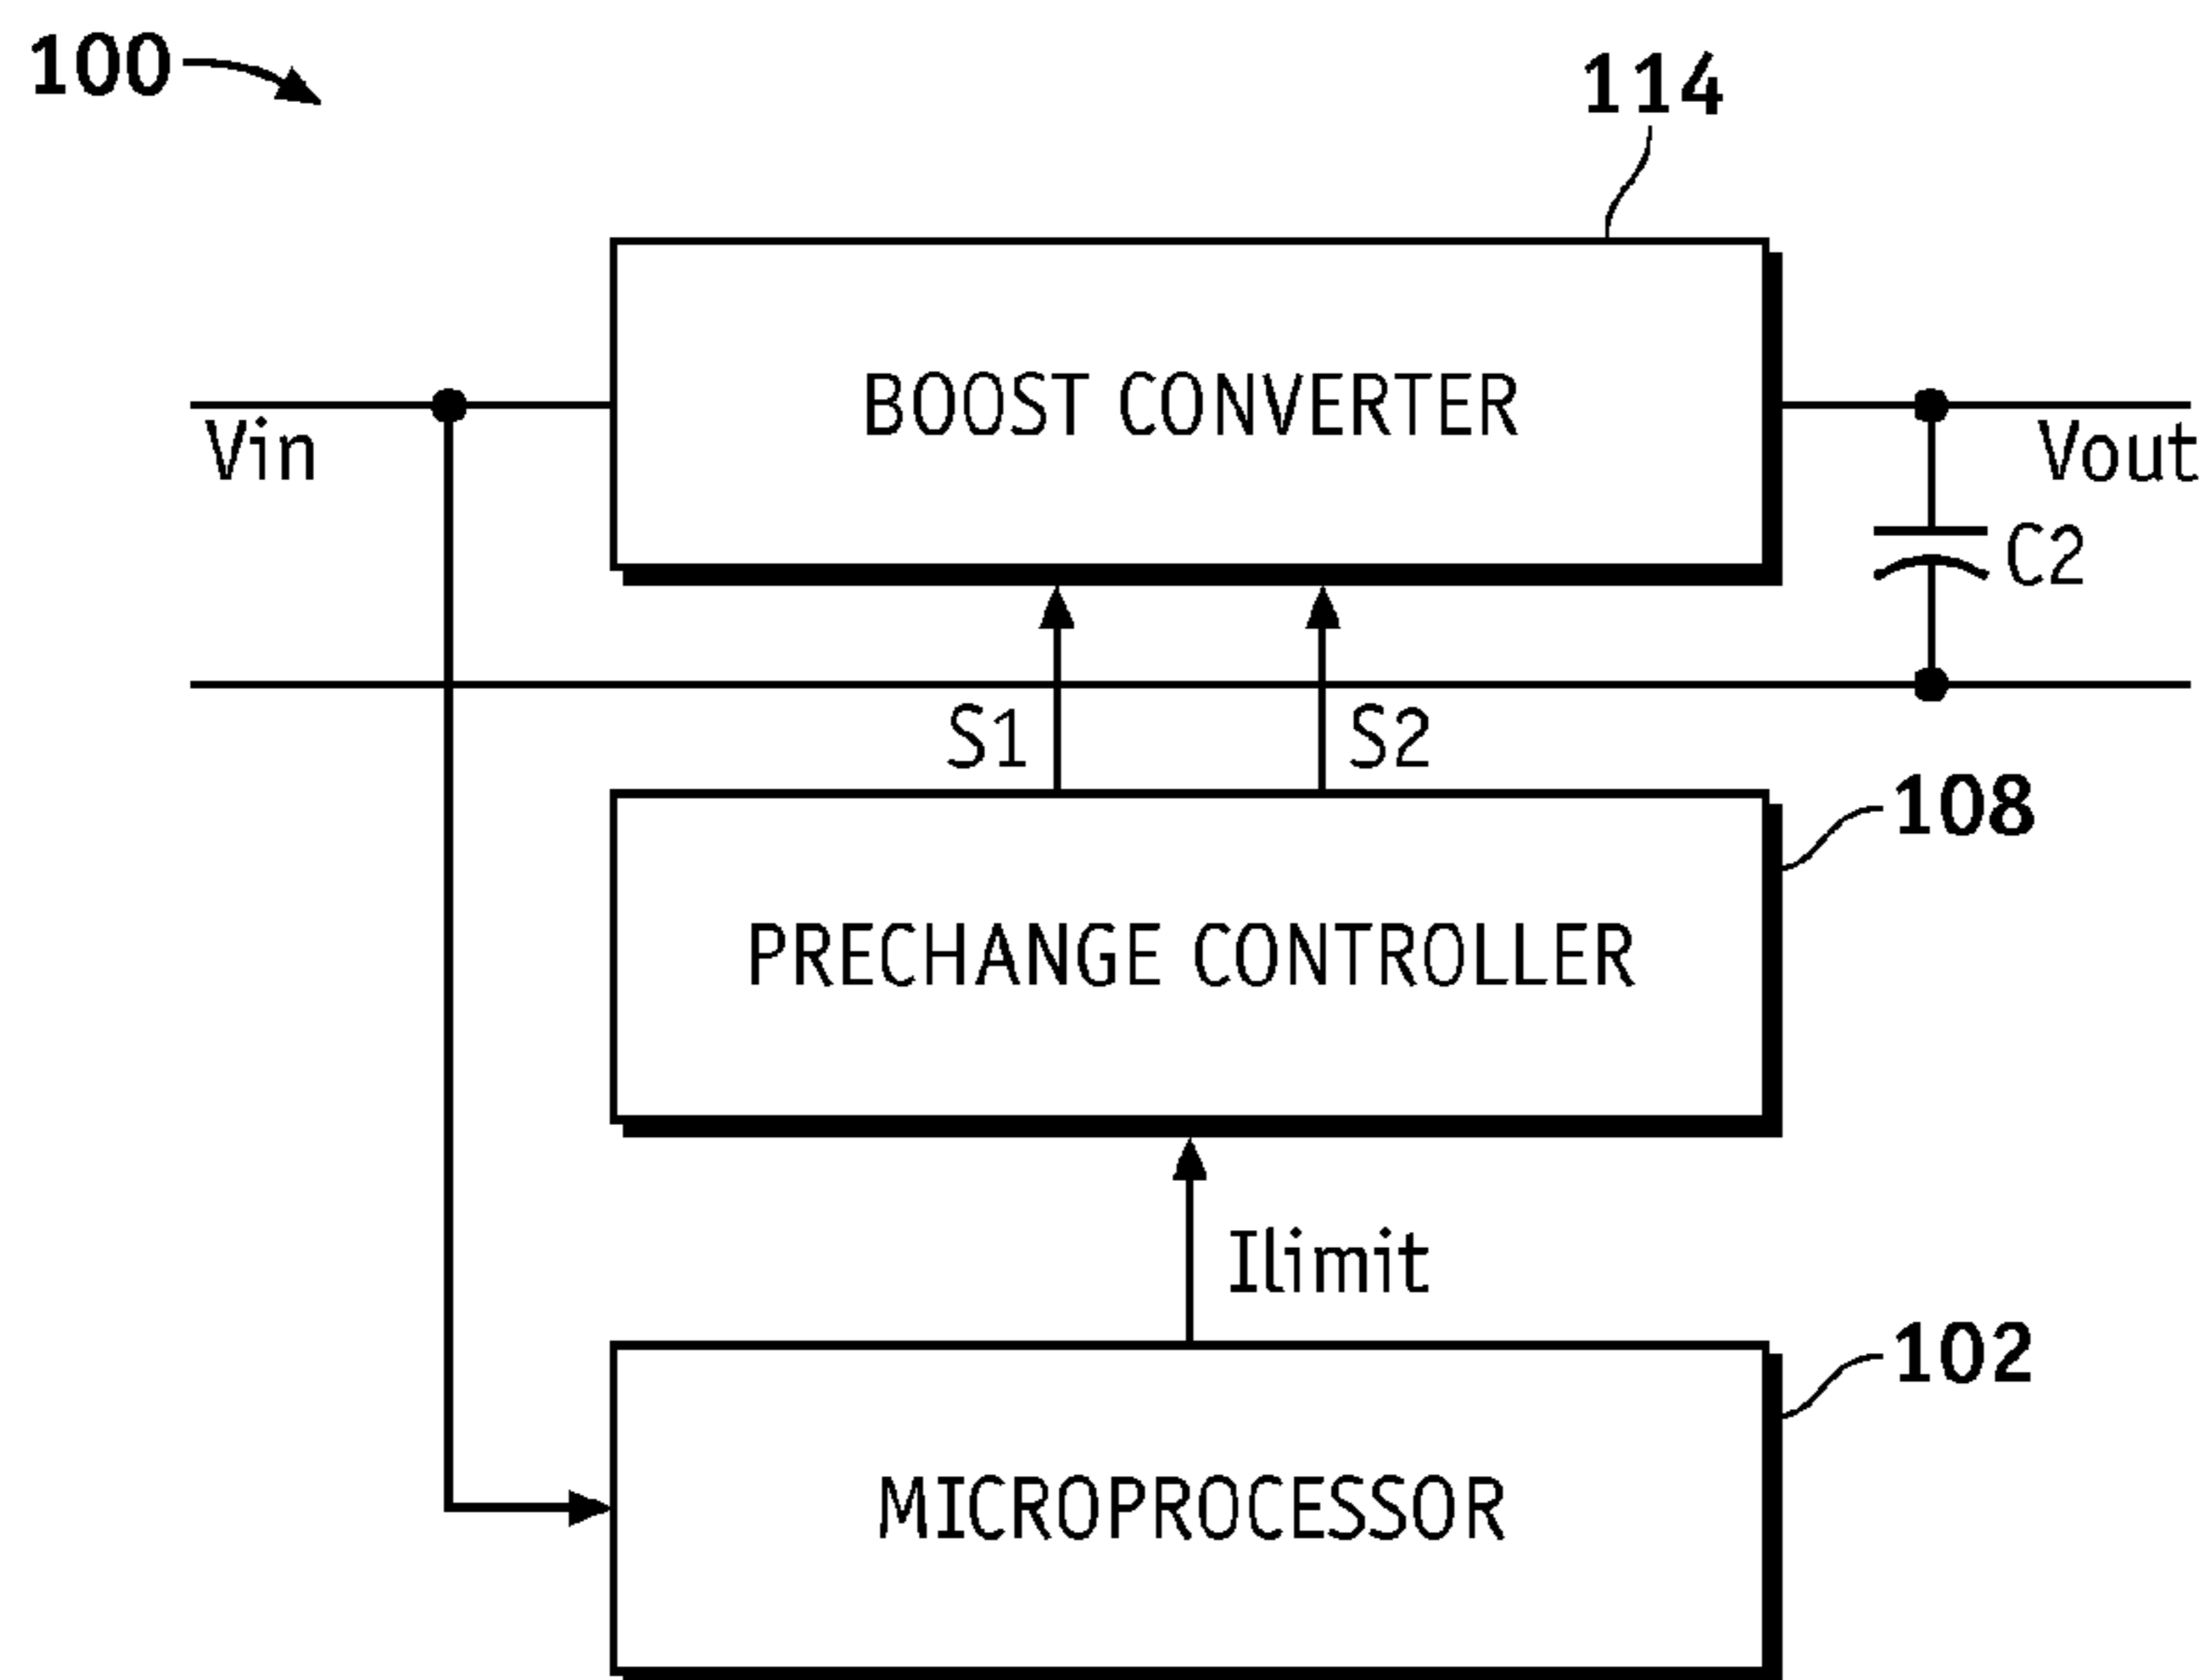 100
114
BOOST CONVERTER
Vin
Vout
C2
S1
S2
108
PRECHANGE CONTROLLER
Ilimit
102
MICROPROCESSOR